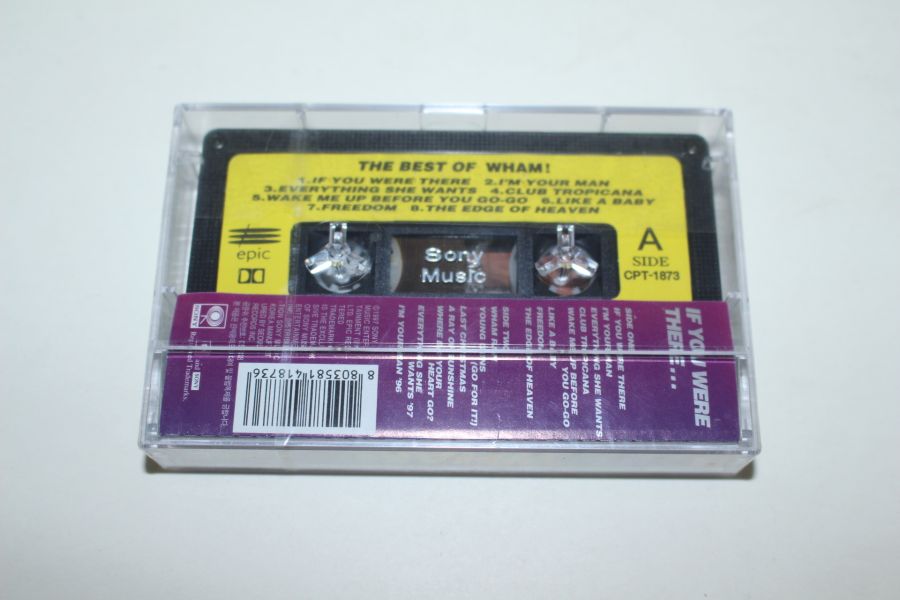 THE BEST OF WHAM!
1.IF YOU WERE THERE 2.I'M YOUR MAN
3.EVERYTHING SHE WANTS 4.CLUB TROPICANA
5.WAKE ME UP BEFORE YOU GO-GO 6.LIKE A BABY
7.FREEDOM 8.THE EDGE OF HEAVEN
epic
A
SIDE
CPT-1873
Sony
Music
IF YOU WERE
THERE...
SIDE ONE
IF YOU WERE THERE
I'M YOUR MAN
EVERYTHING SHE WANTS
CLUB TROPICANA
WAKE ME UP BEFORE
YOU GO-GO
LIKE A BABY
FREEDOM
THE EDGE OF HEAVEN
SIDE TWO
WHAM RAP
YOUNG GUNS (GO FOR IT!)
LAST CHRISTMAS
A RAY OF SUNSHINE
WHERE DID YOUR
HEART GO?
EVERYTHING SHE
WANTS '97
I'M YOUR MAN '96
8 803581 418736